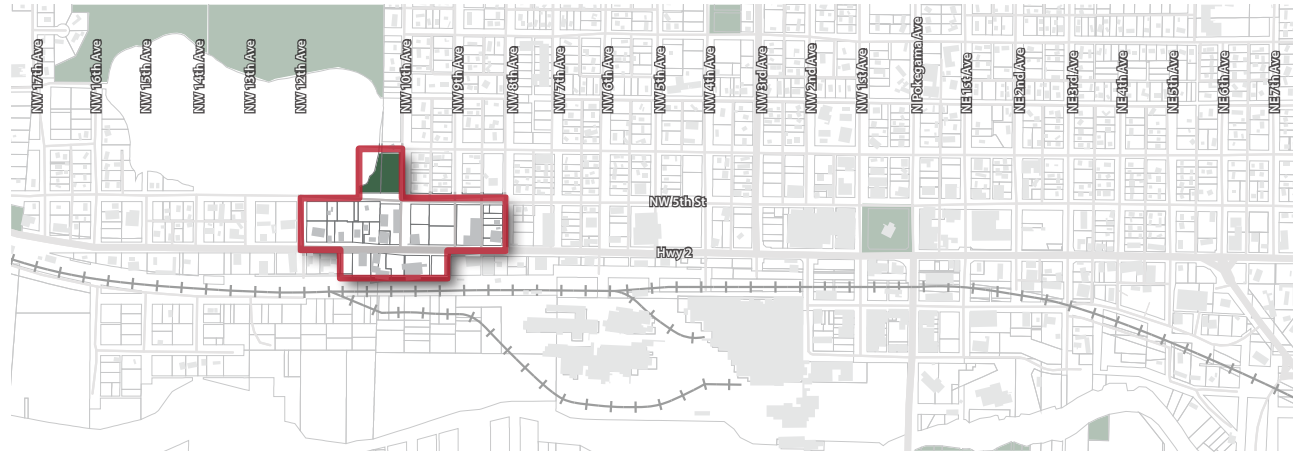 NW 17th Ave
NW 16th Ave
NW 15th Ave
NW 14th Ave
NW 13th Ave
NW 12th Ave
NW 10th Ave
NW 9th Ave
NW 8th Ave
NW 7th Ave
NW 6th Ave
NW 5th Ave
NW 4th Ave
NW 3rd Ave
NW 2nd Ave
NW 1st Ave
N Pokegama Ave
NE 1st Ave
NE 2nd Ave
NE 3rd Ave
NE 4th Ave
NE 5th Ave
NE 6th Ave
NE 7th Ave
NW 5th St
Hwy 2